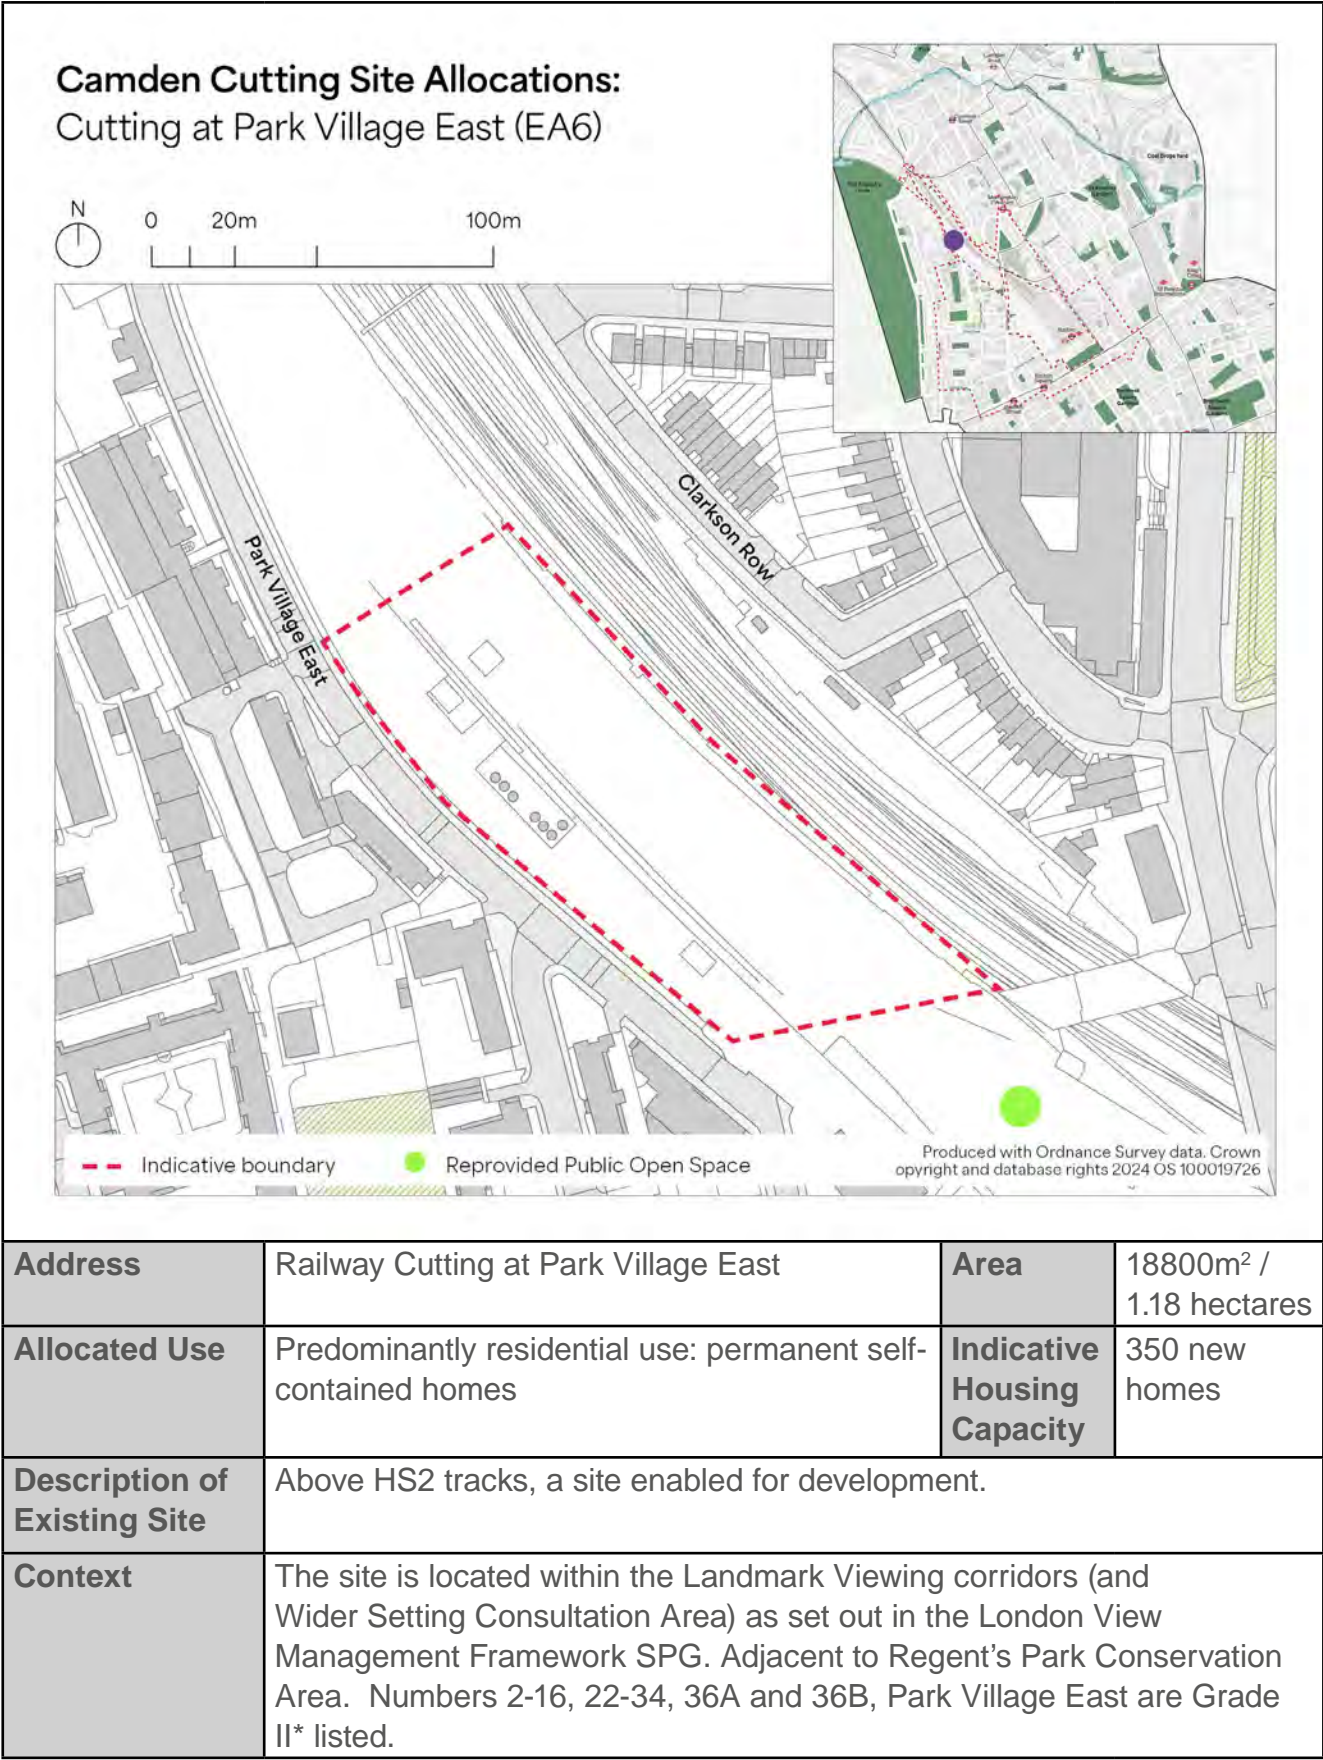 Camden Cutting Site Allocations:
Cutting at Park Village East (EA6)
N
0 20m 100m
Clarkson Row
Park Village East
Indicative boundary
Reprovided Public Open Space
Produced with Ordnance Survey data. Crown
opyright and database rights 2024 OS 100019726
Address
Railway Cutting at Park Village East
Area
18800m² /
1.18 hectares
Allocated Use
Predominantly residential use: permanent self-
contained homes
Indicative
Housing
Capacity
350 new
homes
Description of
Existing Site
Above HS2 tracks, a site enabled for development.
Context
The site is located within the Landmark Viewing corridors (and
Wider Setting Consultation Area) as set out in the London View
Management Framework SPG. Adjacent to Regent’s Park Conservation
Area.  Numbers 2-16, 22-34, 36A and 36B, Park Village East are Grade
II* listed.